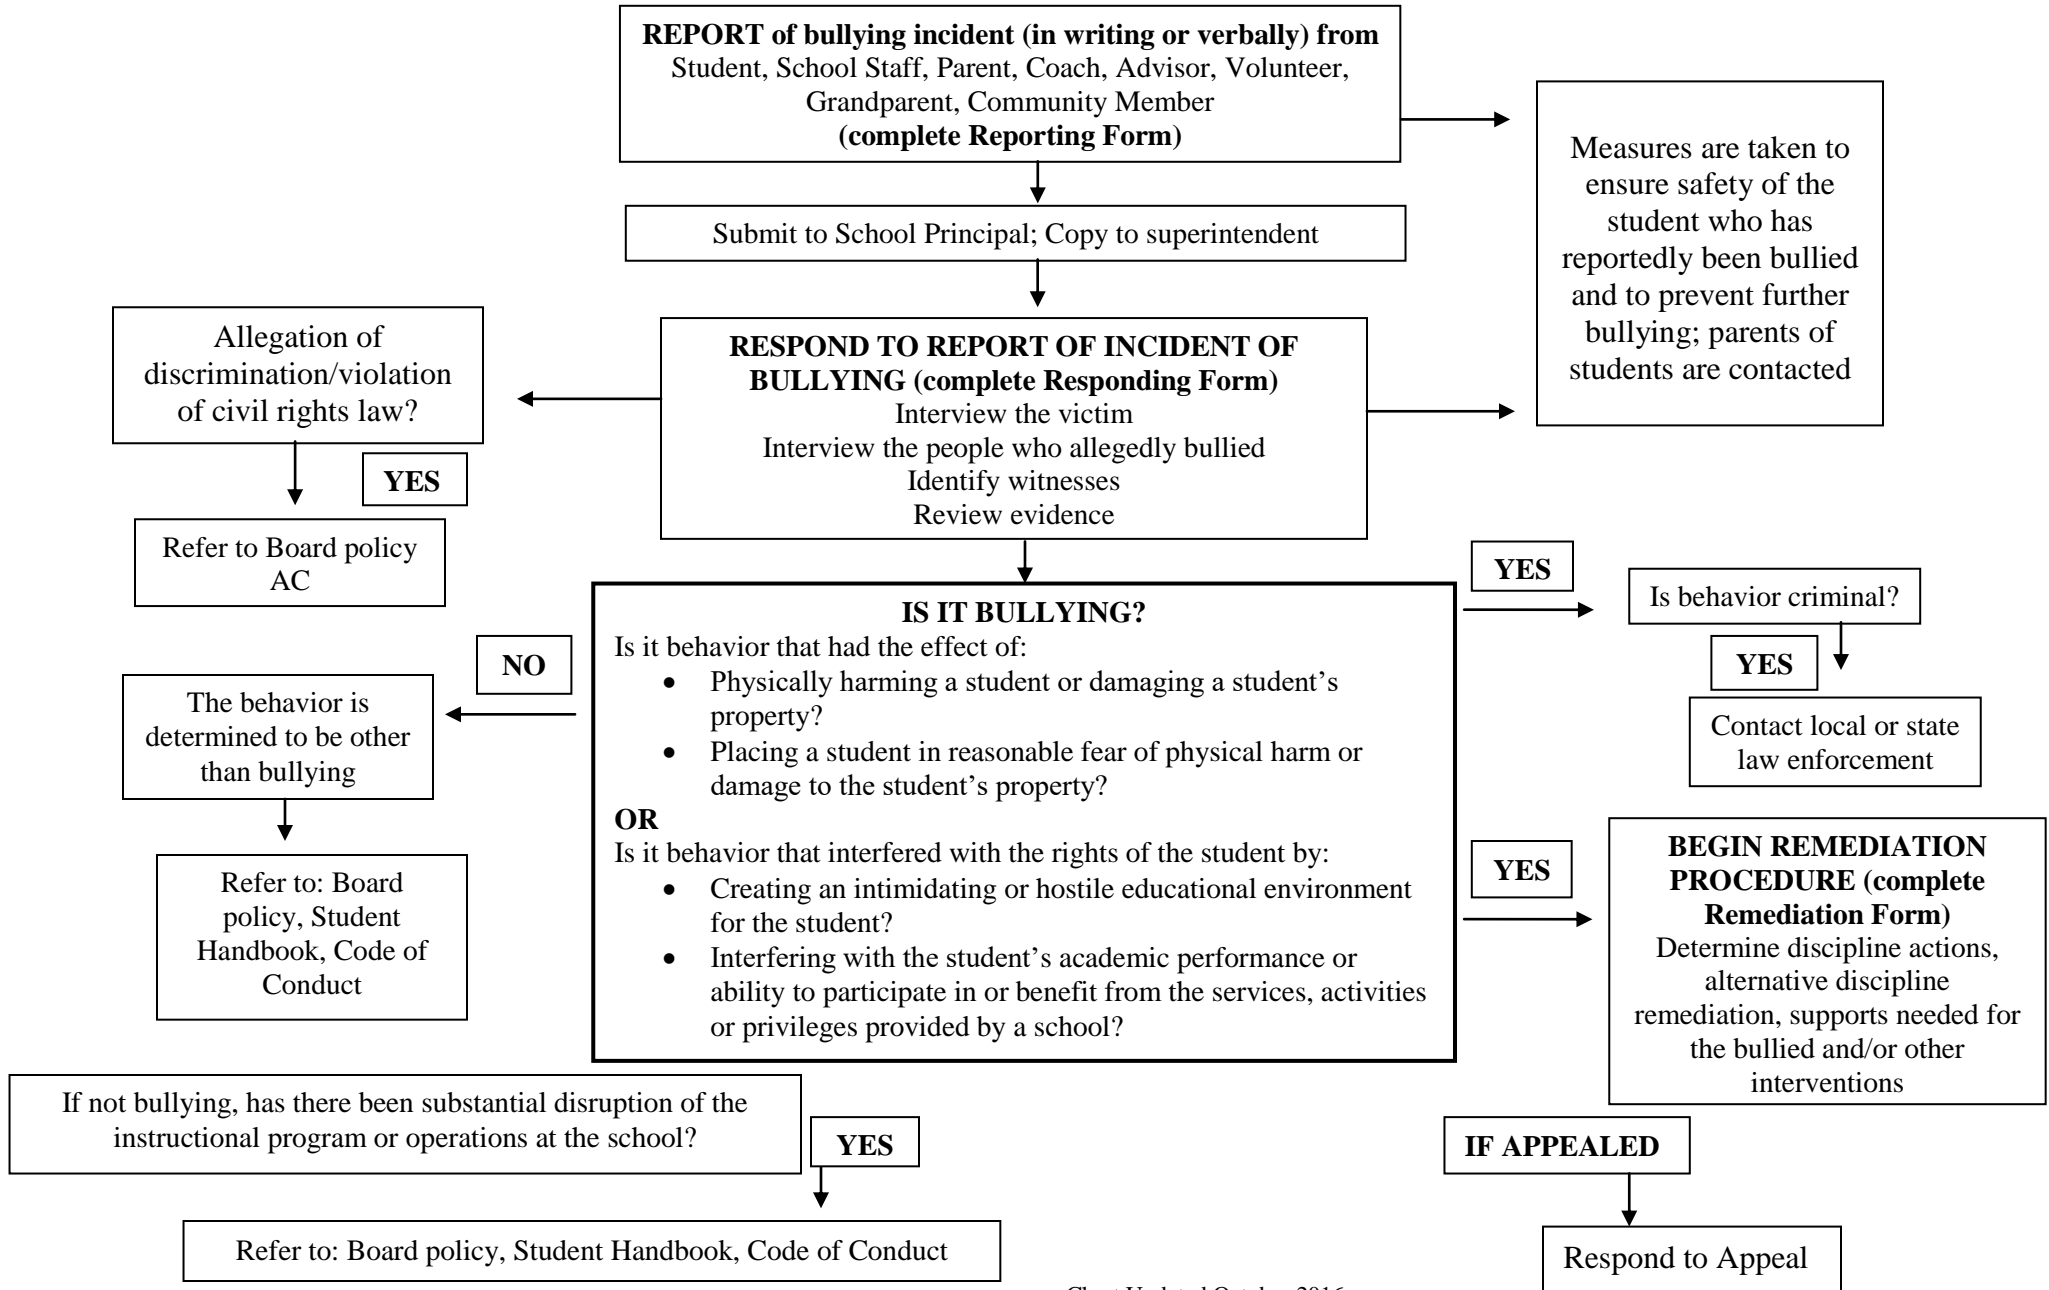 REPORT of bullying incident (in writing or verbally) from
Student, School Staff, Parent, Coach, Advisor, Volunteer,
Grandparent, Community Member
(complete Reporting Form)
Measures are taken to
ensure safety of the
student who has
reportedly been bullied
and to prevent further
bullying; parents of
students are contacted
Submit to School Principal; Copy to superintendent
Allegation of
discrimination/violation
of civil rights law?
YES
Refer to Board policy
AC
RESPOND TO REPORT OF INCIDENT OF
BULLYING (complete Responding Form)
Interview the victim
Interview the people who allegedly bullied
Identify witnesses
Review evidence
IS IT BULLYING?
Is it behavior that had the effect of:
• Physically harming a student or damaging a student’s
property?
• Placing a student in reasonable fear of physical harm or
damage to the student’s property?
OR
Is it behavior that interfered with the rights of the student by:
• Creating an intimidating or hostile educational environment
for the student?
• Interfering with the student’s academic performance or
ability to participate in or benefit from the services, activities
or privileges provided by a school?
YES
Is behavior criminal?
YES
Contact local or state
law enforcement
NO
The behavior is
determined to be other
than bullying
Refer to: Board
policy, Student
Handbook, Code of
Conduct
YES
BEGIN REMEDIATION
PROCEDURE (complete
Remediation Form)
Determine discipline actions,
alternative discipline
remediation, supports needed for
the bullied and/or other
interventions
If not bullying, has there been substantial disruption of the
instructional program or operations at the school?
YES
Refer to: Board policy, Student Handbook, Code of Conduct
IF APPEALED
Respond to Appeal
Chart Updated October 2016